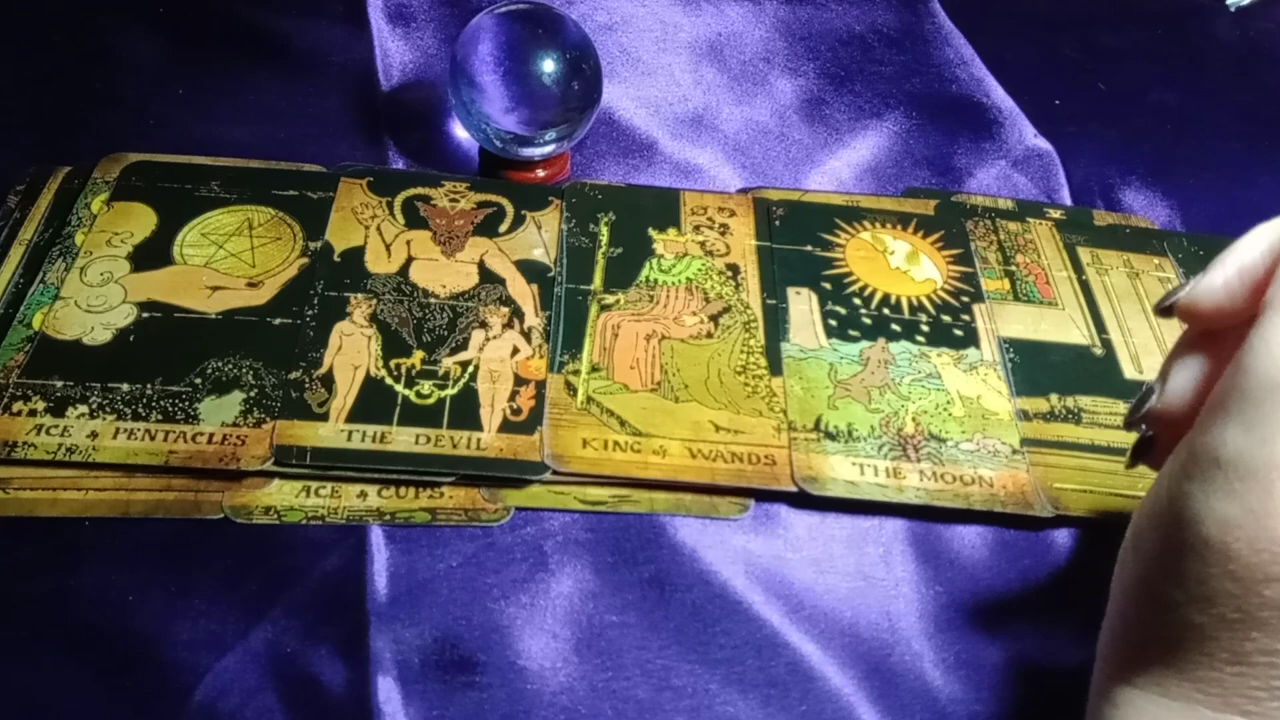 ACE of PENTACLES
THE DEVIL.
KING of WANDS
THE MOON.
ACE of CUPS.